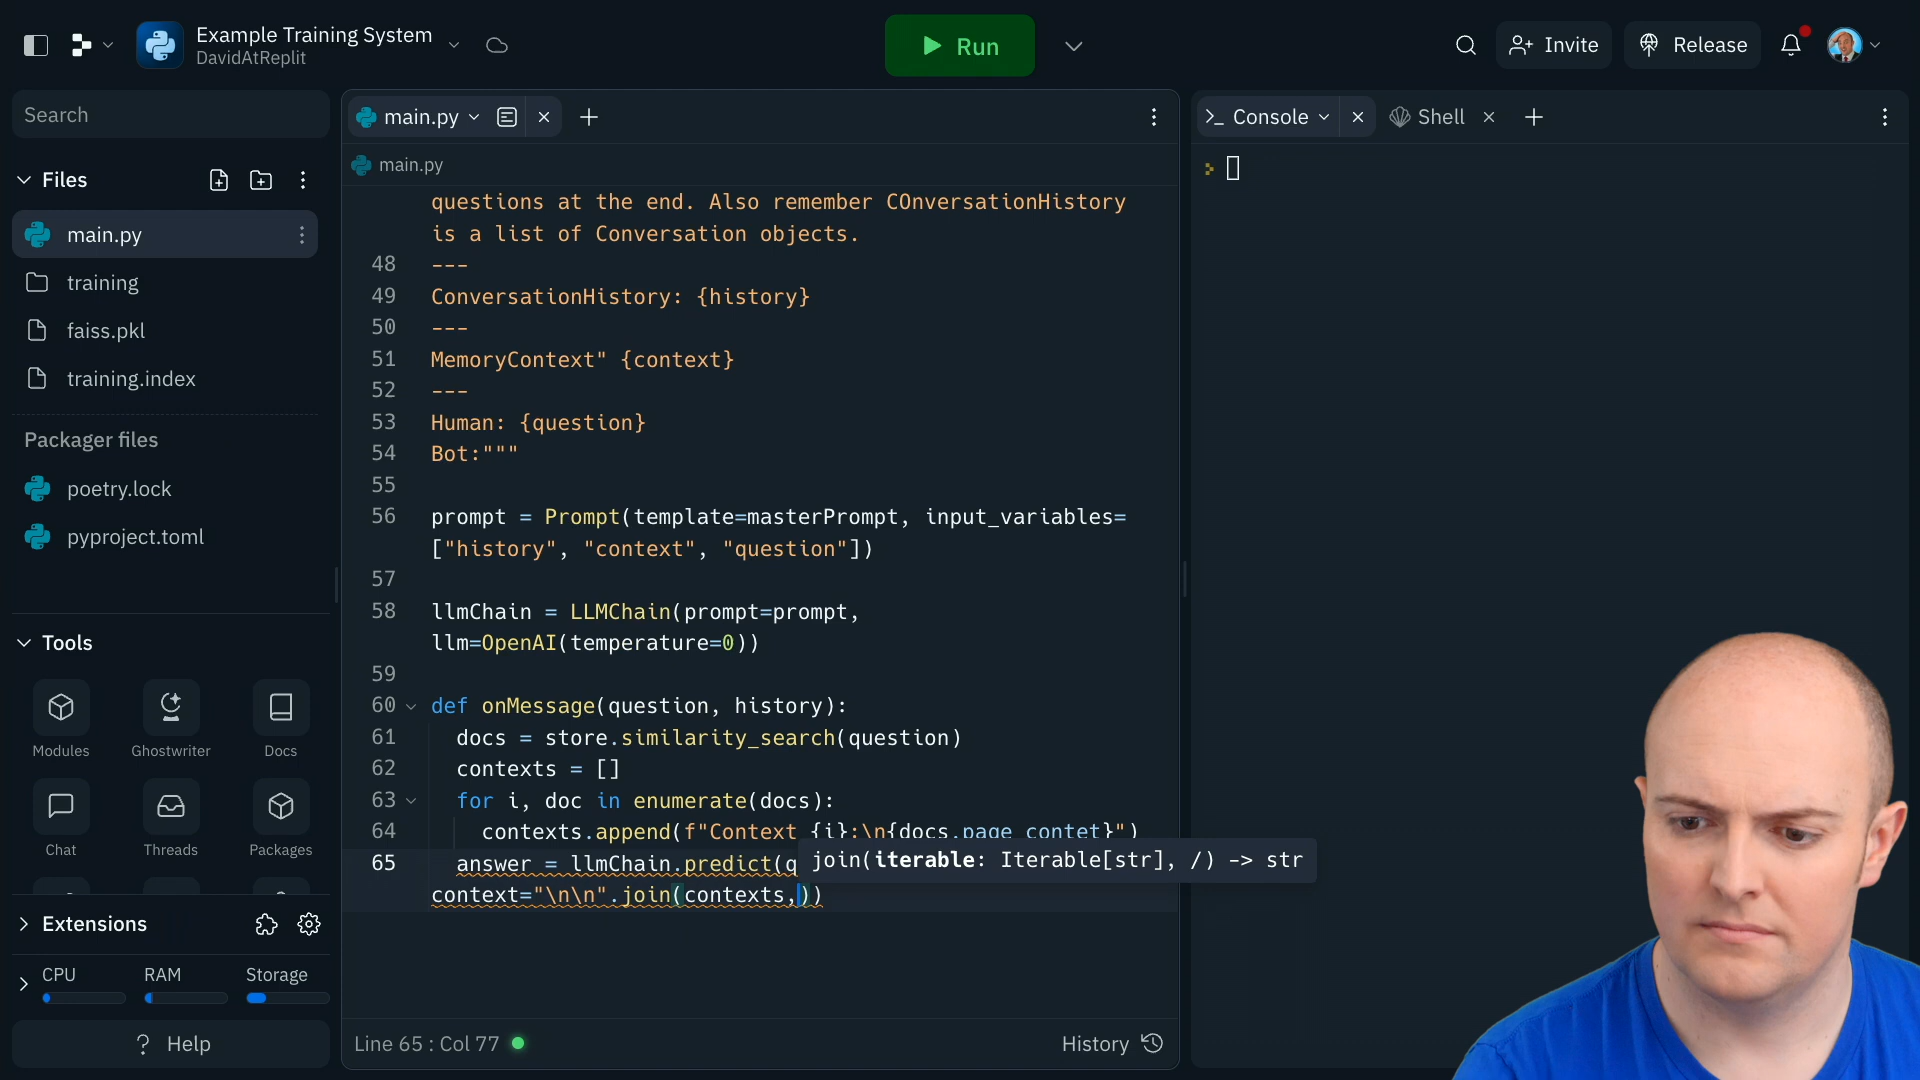 Example Training System
DavidAtReplit
Run
Invite
Release
Search
Files
main.py
training
faiss.pkl
training.index
Packager files
poetry.lock
pyproject.toml
Tools
Modules
Ghostwriter
Docs
Chat
Threads
Packages
Extensions
CPU
RAM
Storage
? Help
main.py
main.py
questions at the end. Also remember COnversationHistory
is a list of Conversation objects.
48 ---
49 ConversationHistory: {history}
50 ---
51 MemoryContext" {context}
52 ---
53 Human: {question}
54 Bot:"""
55
56 prompt = Prompt(template=masterPrompt, input_variables=
["history", "context", "question"])
57
58 llmChain = LLMChain(prompt=prompt,
llm=OpenAI(temperature=0))
59
60 def onMessage(question, history):
61 docs = store.similarity_search(question)
62 contexts = []
63 for i, doc in enumerate(docs):
64 contexts.append(f"Context {i}:\n{docs.page_contet}")
65 answer = llmChain.predict(q
join(iterable: Iterable[str], /) -> str
context="\n\n".join(contexts,))
Line 65 : Col 77
History
Console
Shell